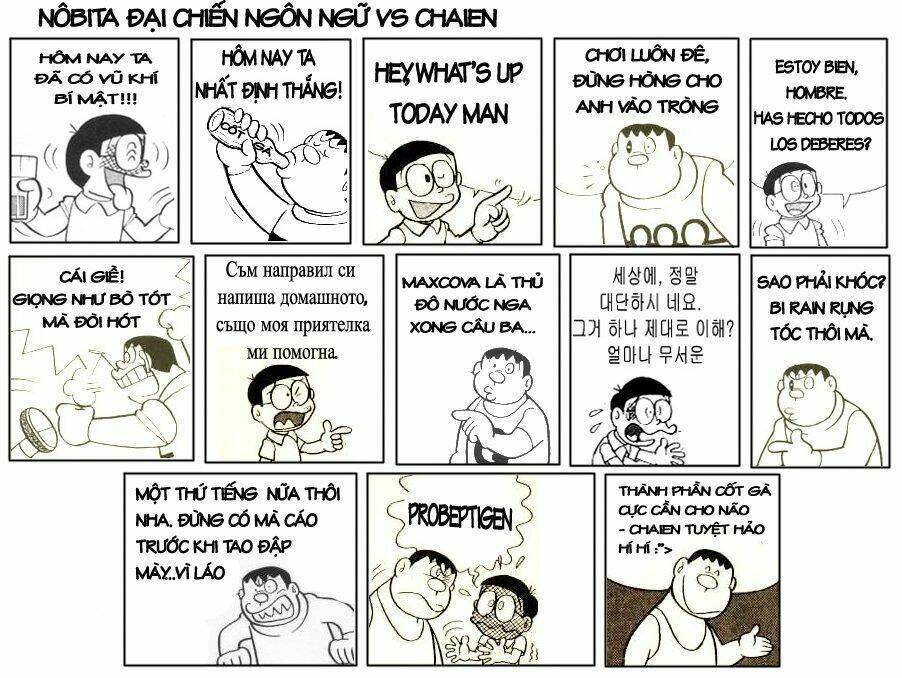 NÔBITA ĐẠI CHIẾN NGÔN NGỮ VS CHAIEN
HÔM NAY TA
ĐÃ CÓ VŨ KHÍ
BÍ MẬT!!!
HÔM NAY TA
NHẤT ĐỊNH THẮNG!
HEY,WHAT'S UP
TODAY MAN
CHƠI LUÔN ĐÊ,
ĐỪNG HÒNG CHO
ANH VÀO TRÒNG
ESTOY BIEN,
HOMBRE.
HAS HECHO TODOS
LOS DEBERES?
CÁI GIỀ!
GIỌNG NHƯ BÒ TÓT
MÀ ĐÒI HÓT
Съм направил си
напиша домашното,
също моя приятелка
ми помогна.
MAXCOVA LÀ THỦ
ĐÔ NƯỚC NGA
XONG CÂU BA...
세상에, 정말
대단하시 네요.
그거 하나 제대로 이해?
얼마나 무서운
SAO PHẢI KHÓC?
BI RAIN RỤNG
TÓC THÔI MÀ.
MỘT THỨ TIẾNG NỮA THÔI
NHA. ĐỪNG CÓ MÀ CÁO
TRƯỚC KHI TAO ĐẬP
MÀY...VÌ LÁO
PROBEPTIGEN
THÀNH PHẦN CỐT GÀ
CỰC CẦN CHO NÃO
- CHAIEN TUYỆT HẢO
HÍ HÍ :">